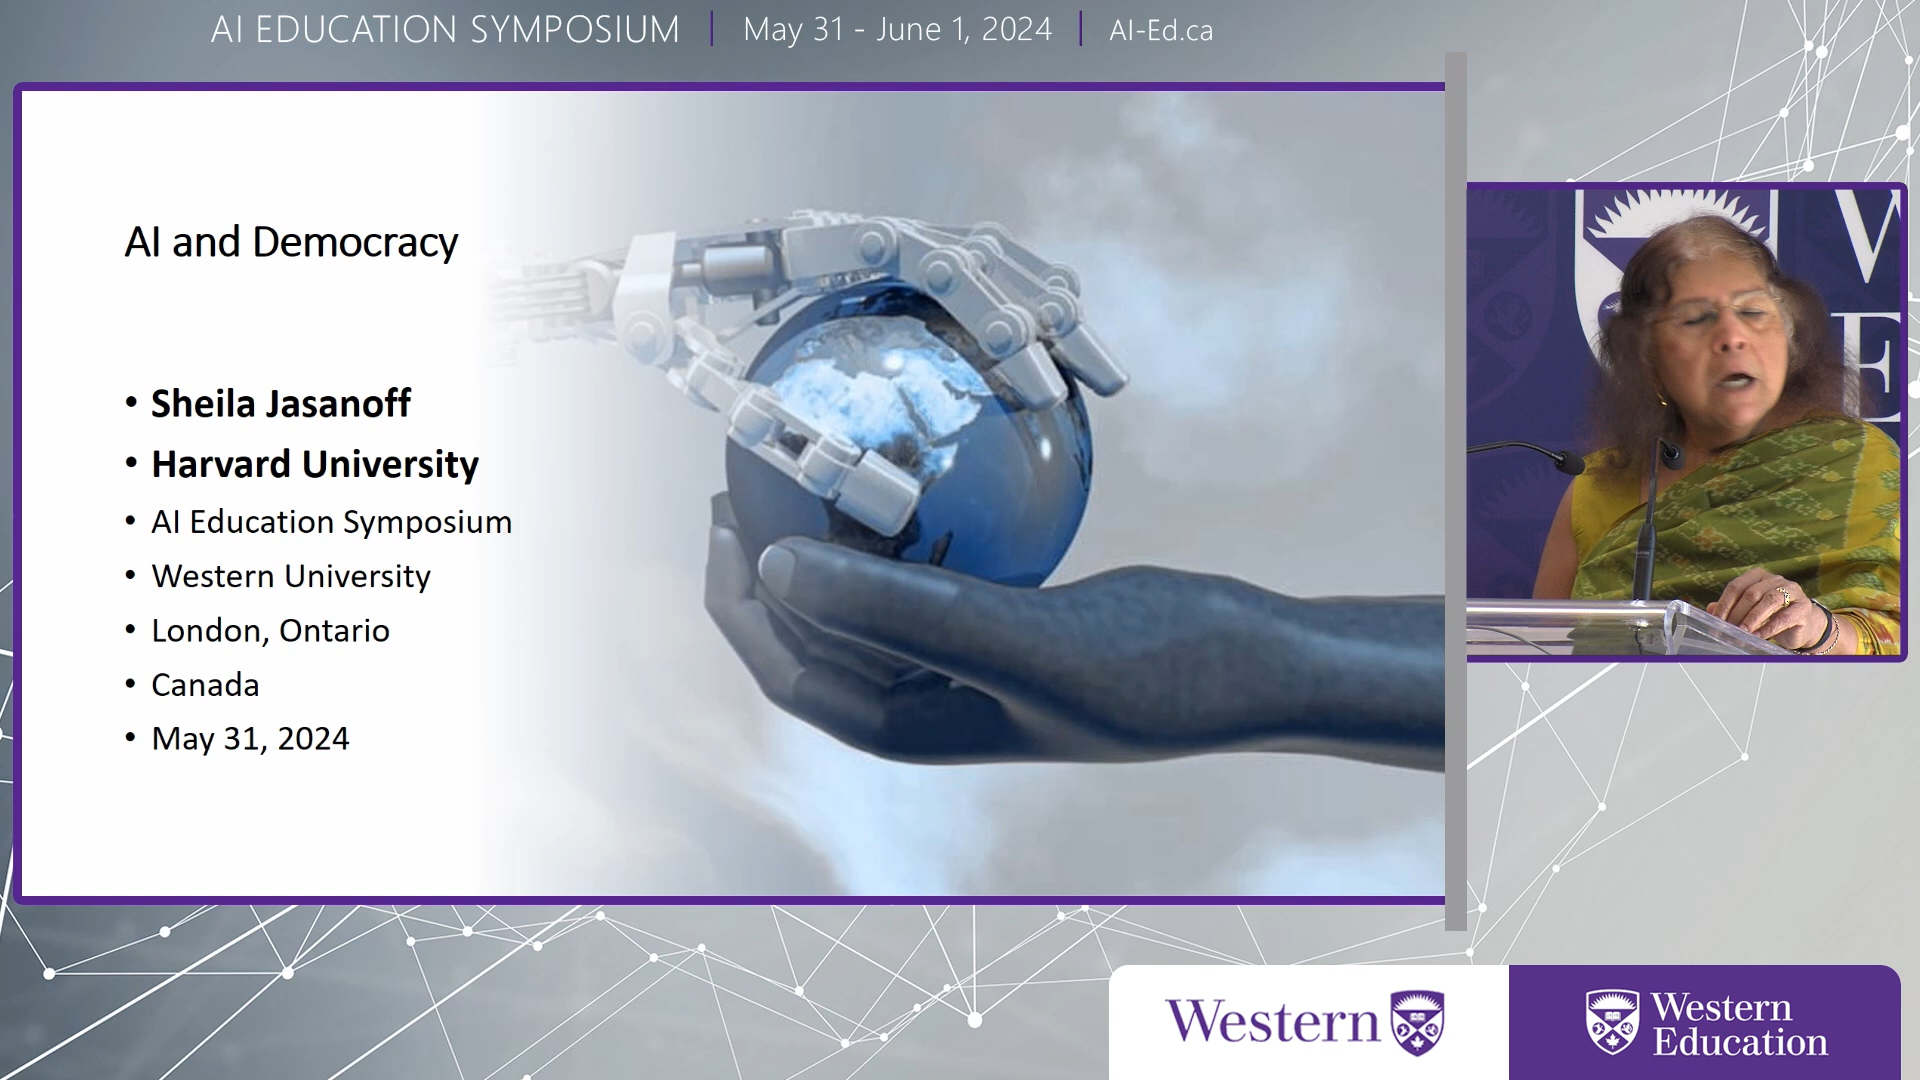 AI EDUCATION SYMPOSIUM | May 31 - June 1, 2024 | AI-Ed.ca
AI and Democracy
• Sheila Jasanoff
• Harvard University
• AI Education Symposium
• Western University
• London, Ontario
• Canada
• May 31, 2024
W
E
Western
Western
Education